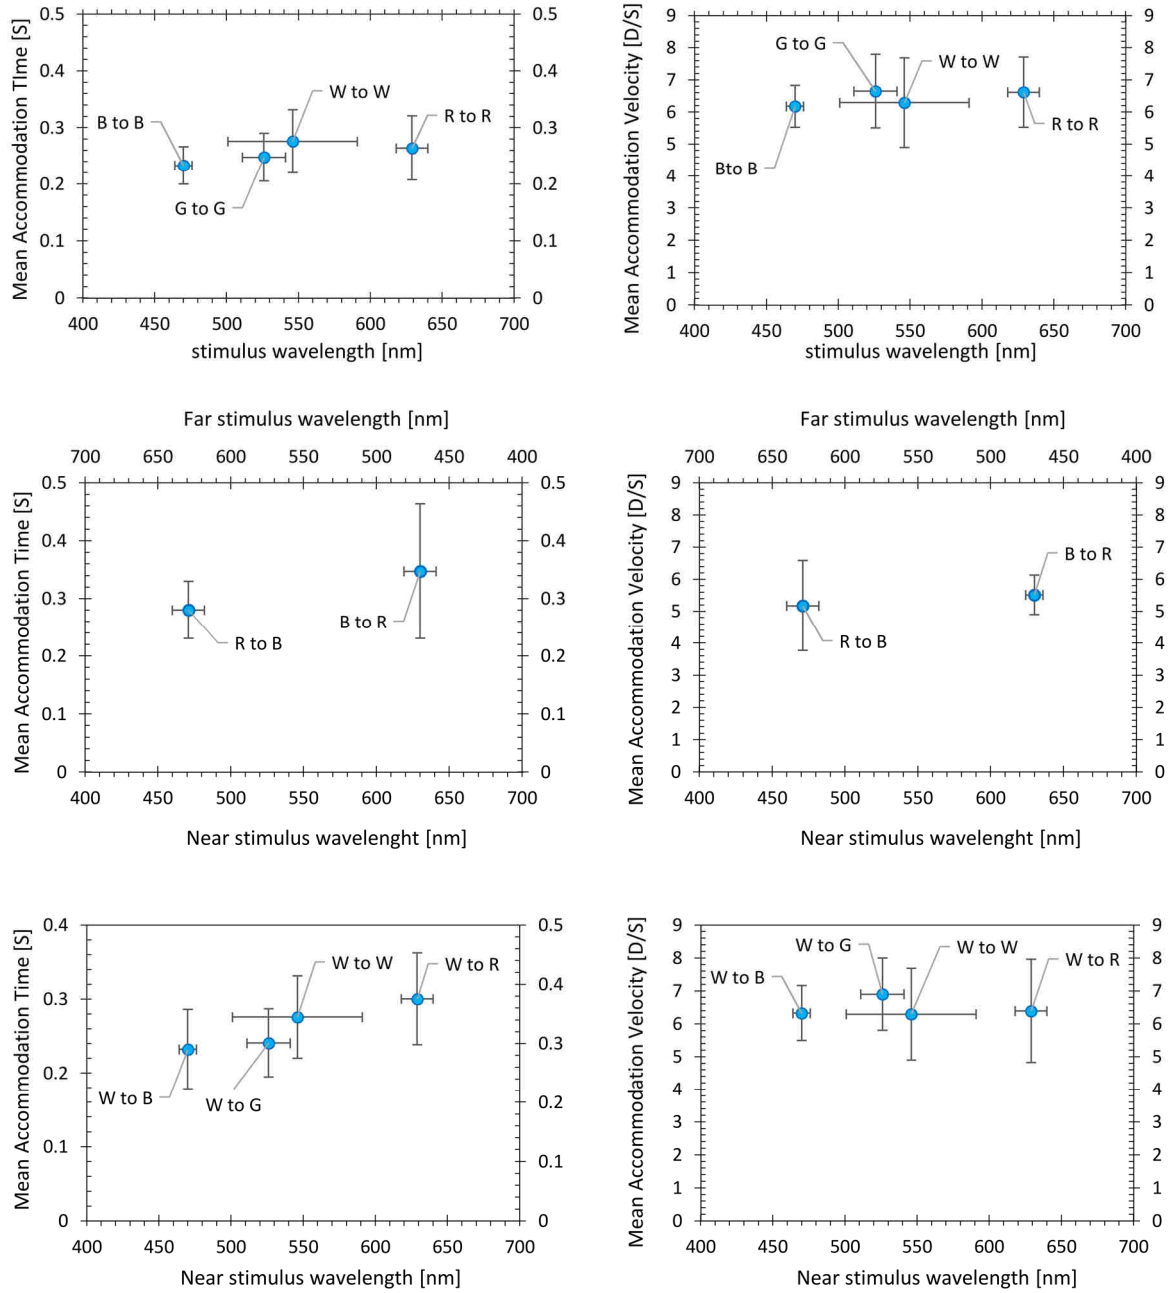 Mean Accommodation TIme [S]
0.5
0.4
0.3
0.2
0.1
0
0.5
0.4
0.3
0.2
0.1
0
B to B
W to W
R to R
G to G
400 450 500 550 600 650 700
stimulus wavelength [nm]
Mean Accommodation Velocity [D/S]
9
8
7
6
5
4
3
2
1
0
9
8
7
6
5
4
3
2
1
0
G to G
W to W
R to R
Bto B
400 450 500 550 600 650 700
stimulus wavelength [nm]
Far stimulus wavelength [nm]
700 650 600 550 500 450 400
Mean Accommodation Time [S]
0.5
0.4
0.3
0.2
0.1
0
0.5
0.4
0.3
0.2
0.1
0
B to R
R to B
400 450 500 550 600 650 700
Near stimulus wavelenght [nm]
Far stimulus wavelength [nm]
700 650 600 550 500 450 400
Mean Accommodation Velocity [D/S]
9
8
7
6
5
4
3
2
1
0
9
8
7
6
5
4
3
2
1
0
B to R
R to B
400 450 500 550 600 650 700
Near stimulus wavelenght [nm]
Mean Accommodation Time [S]
0.4
0.3
0.2
0.1
0
0.5
0.4
0.3
0.2
0.1
0
W to W
W to R
W to B
W to G
400 450 500 550 600 650 700
Near stimulus wavelength [nm]
Mean Accommodation Velocity [D/S]
9
8
7
6
5
4
3
2
1
0
9
8
7
6
5
4
3
2
1
0
W to G
W to W
W to R
W to B
400 450 500 550 600 650 700
Near stimulus wavelength [nm]